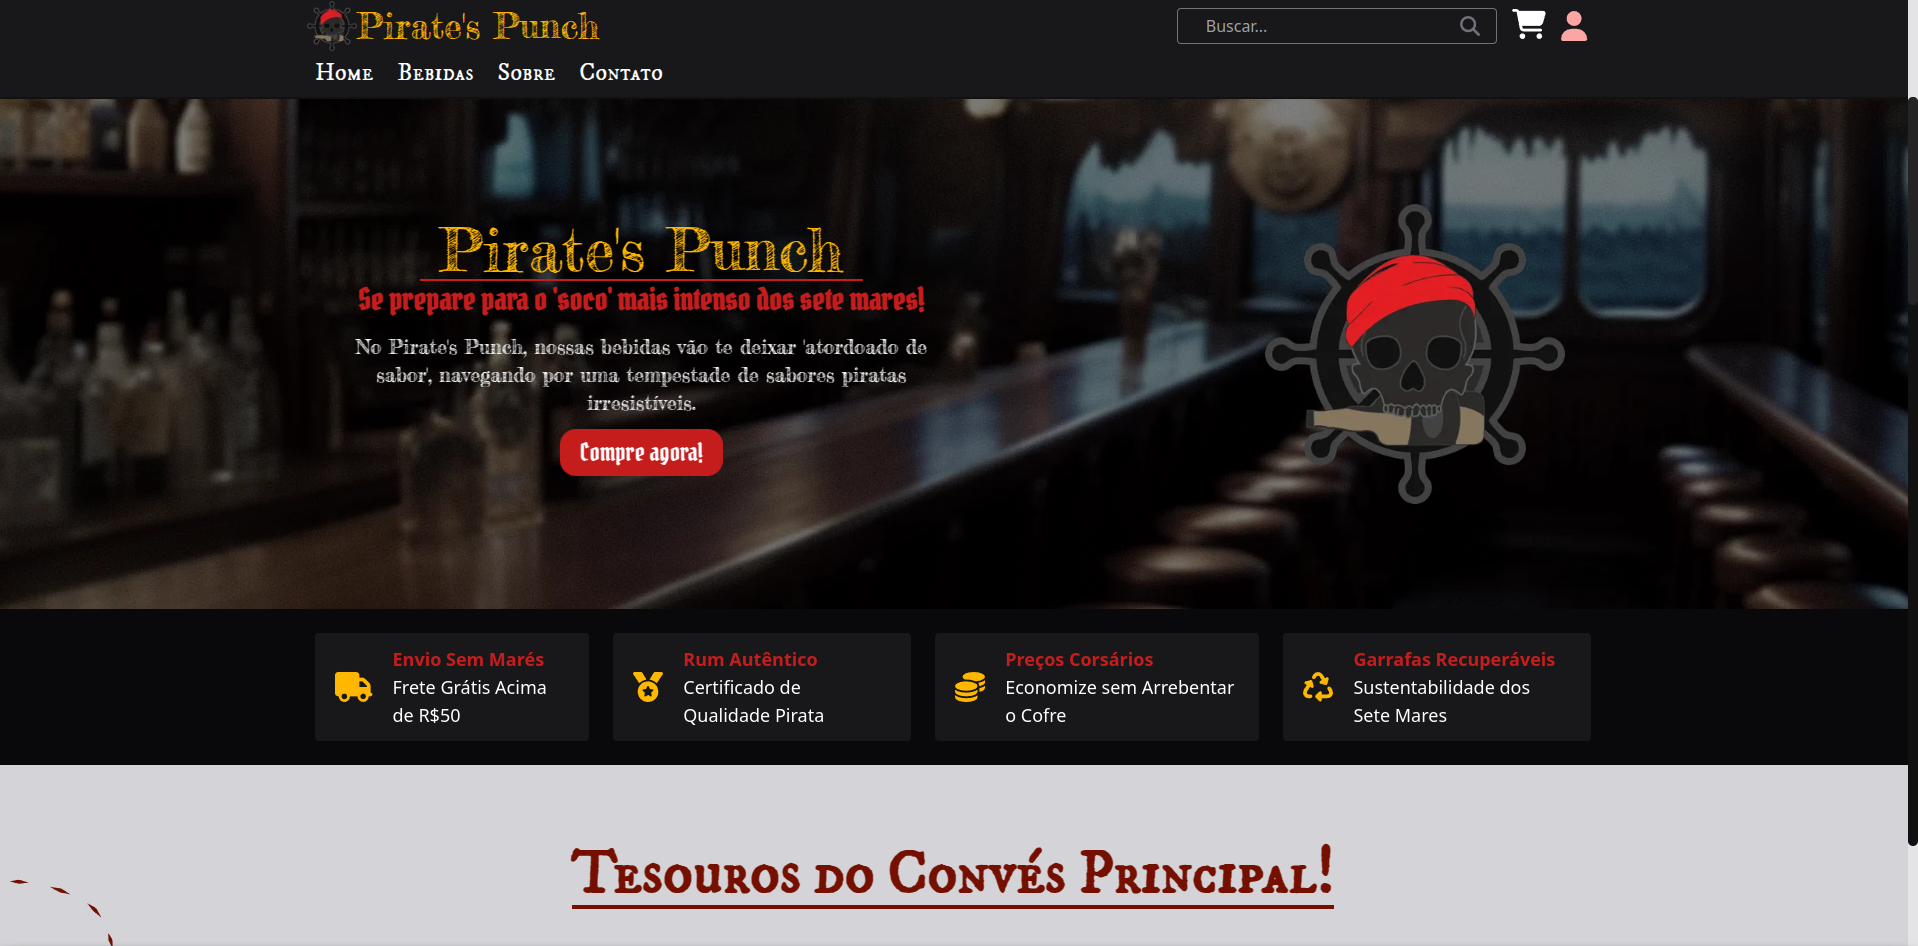 Pirate's Punch
Buscar...
Home Bebidas Sobre Contato
Pirate's Punch
Se prepare para o 'soco' mais intenso dos sete mares!
No Pirate's Punch, nossas bebidas vão te deixar 'atordoado de
sabor', navegando por uma tempestade de sabores piratas
irresistíveis.
Compre agora!
Envio Sem Marés
Frete Grátis Acima
de R$50
Rum Autêntico
Certificado de
Qualidade Pirata
Preços Corsários
Economize sem Arrebentar
o Cofre
Garrafas Recuperáveis
Sustentabilidade dos
Sete Mares
Tesouros do Convés Principal!